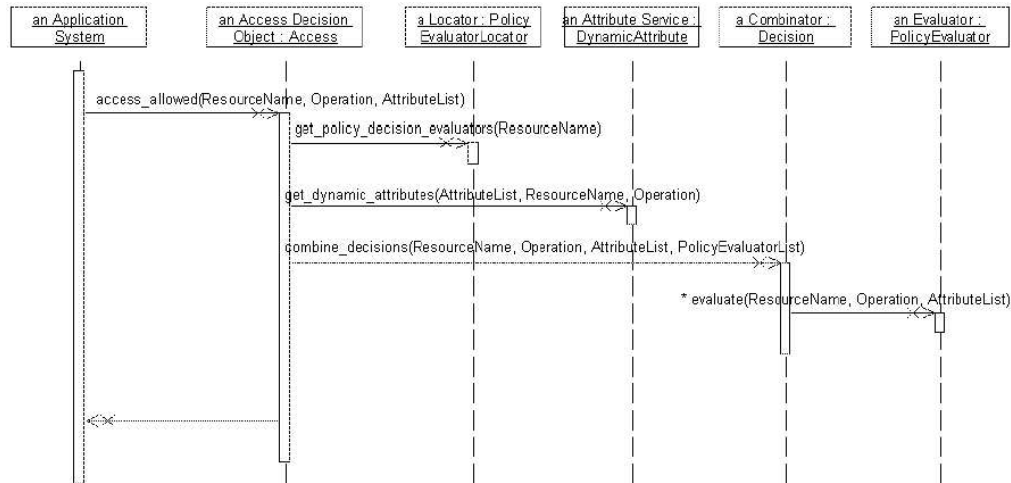 an Application
System
an Access Decision
Object : Access
a Locator : Policy
EvaluatorLocator
an Attribute Service :
DynamicAttribute
a Combinator :
Decision
an Evaluator :
PolicyEvaluator
access_allowed(ResourceName, Operation, AttributeList)
get_policy_decision_evaluators(ResourceName)
get_dynamic_attributes(AttributeList, ResourceName, Operation)
combine_decisions(ResourceName, Operation, AttributeList, PolicyEvaluatorList)
* evaluate(ResourceName, Operation, AttributeList)